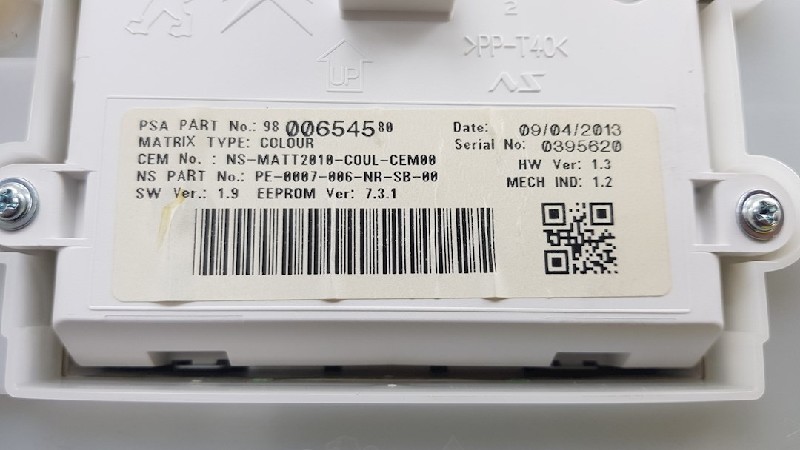 2
>PP-T40<
UP
PSA PART No.: 98 00654580
MATRIX TYPE: COLOUR
CEM No. : NS-MATT2010-COUL-CEM00
NS PART No.: PE-0007-006-NR-SB-00
SW Ver.: 1.9 EEPROM Ver: 7.3.1
Date: 09/04/2013
Serial No: 0395620
HW Ver: 1.3
MECH IND: 1.2